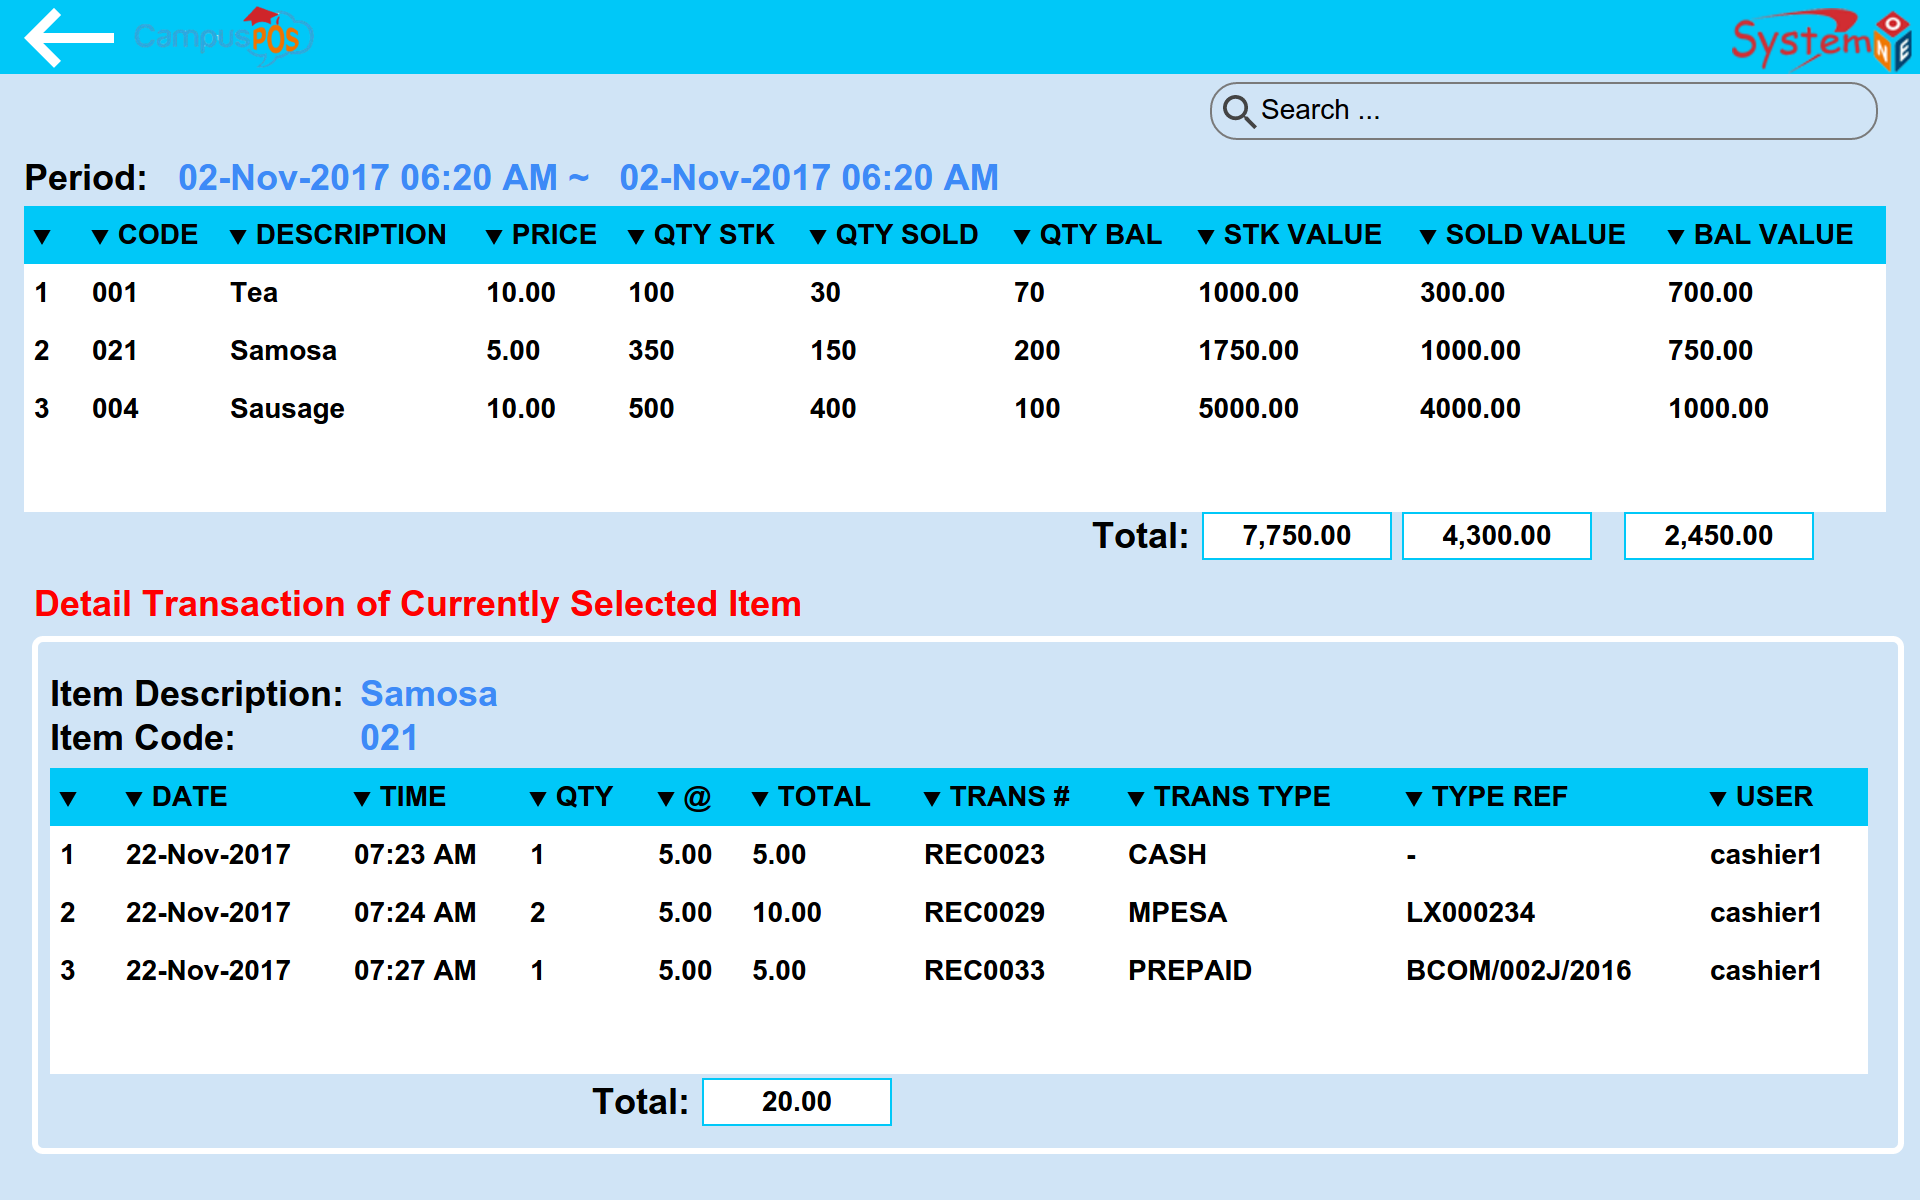 CampusPOS
System ONE
Search ...
Period: 02-Nov-2017 06:20 AM ~ 02-Nov-2017 06:20 AM
▼ ▼ CODE ▼ DESCRIPTION ▼ PRICE ▼ QTY STK ▼ QTY SOLD ▼ QTY BAL ▼ STK VALUE ▼ SOLD VALUE ▼ BAL VALUE
1 001 Tea 10.00 100 30 70 1000.00 300.00 700.00
2 021 Samosa 5.00 350 150 200 1750.00 1000.00 750.00
3 004 Sausage 10.00 500 400 100 5000.00 4000.00 1000.00
Total: 7,750.00 4,300.00 2,450.00
Detail Transaction of Currently Selected Item
Item Description: Samosa
Item Code: 021
▼ ▼ DATE ▼ TIME ▼ QTY ▼ @ ▼ TOTAL ▼ TRANS # ▼ TRANS TYPE ▼ TYPE REF ▼ USER
1 22-Nov-2017 07:23 AM 1 5.00 5.00 REC0023 CASH - cashier1
2 22-Nov-2017 07:24 AM 2 5.00 10.00 REC0029 MPESA LX000234 cashier1
3 22-Nov-2017 07:27 AM 1 5.00 5.00 REC0033 PREPAID BCOM/002J/2016 cashier1
Total: 20.00